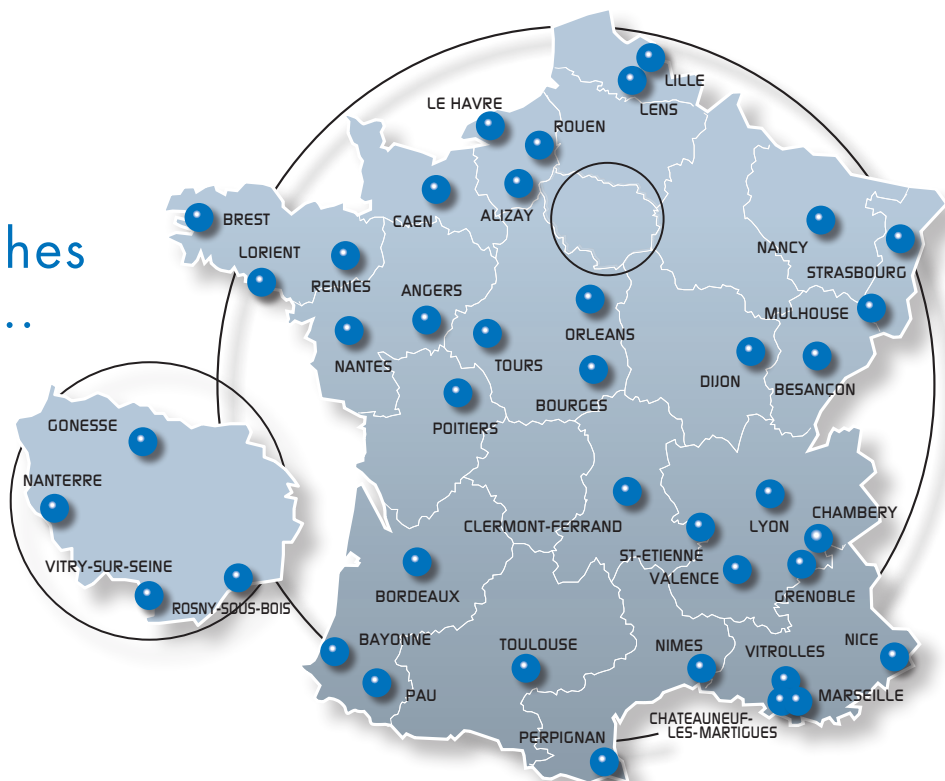 LILLE
LENS
LE HAVRE
ROUEN
CAEN
ALIZAY
BREST
hes
LORIENT
RENNES
NANCY
STRASBOURG
ANGERS
MULHOUSE
..
ORLEANS
NANTES
TOURS
DIJON
BESANÇON
BOURGES
POITIERS
GONESSE
NANTERRE
CLERMONT-FERRAND
LYON
CHAMBERY
ST-ETIENNE
VALENCE
GRENOBLE
VITRY-SUR-SEINE
ROSNY-SOUS-BOIS
BORDEAUX
BAYONNE
TOULOUSE
NIMES
VITROLLES
NICE
PAU
MARSEILLE
CHATEAUNEUF-
LES-MARTIGUES
PERPIGNAN